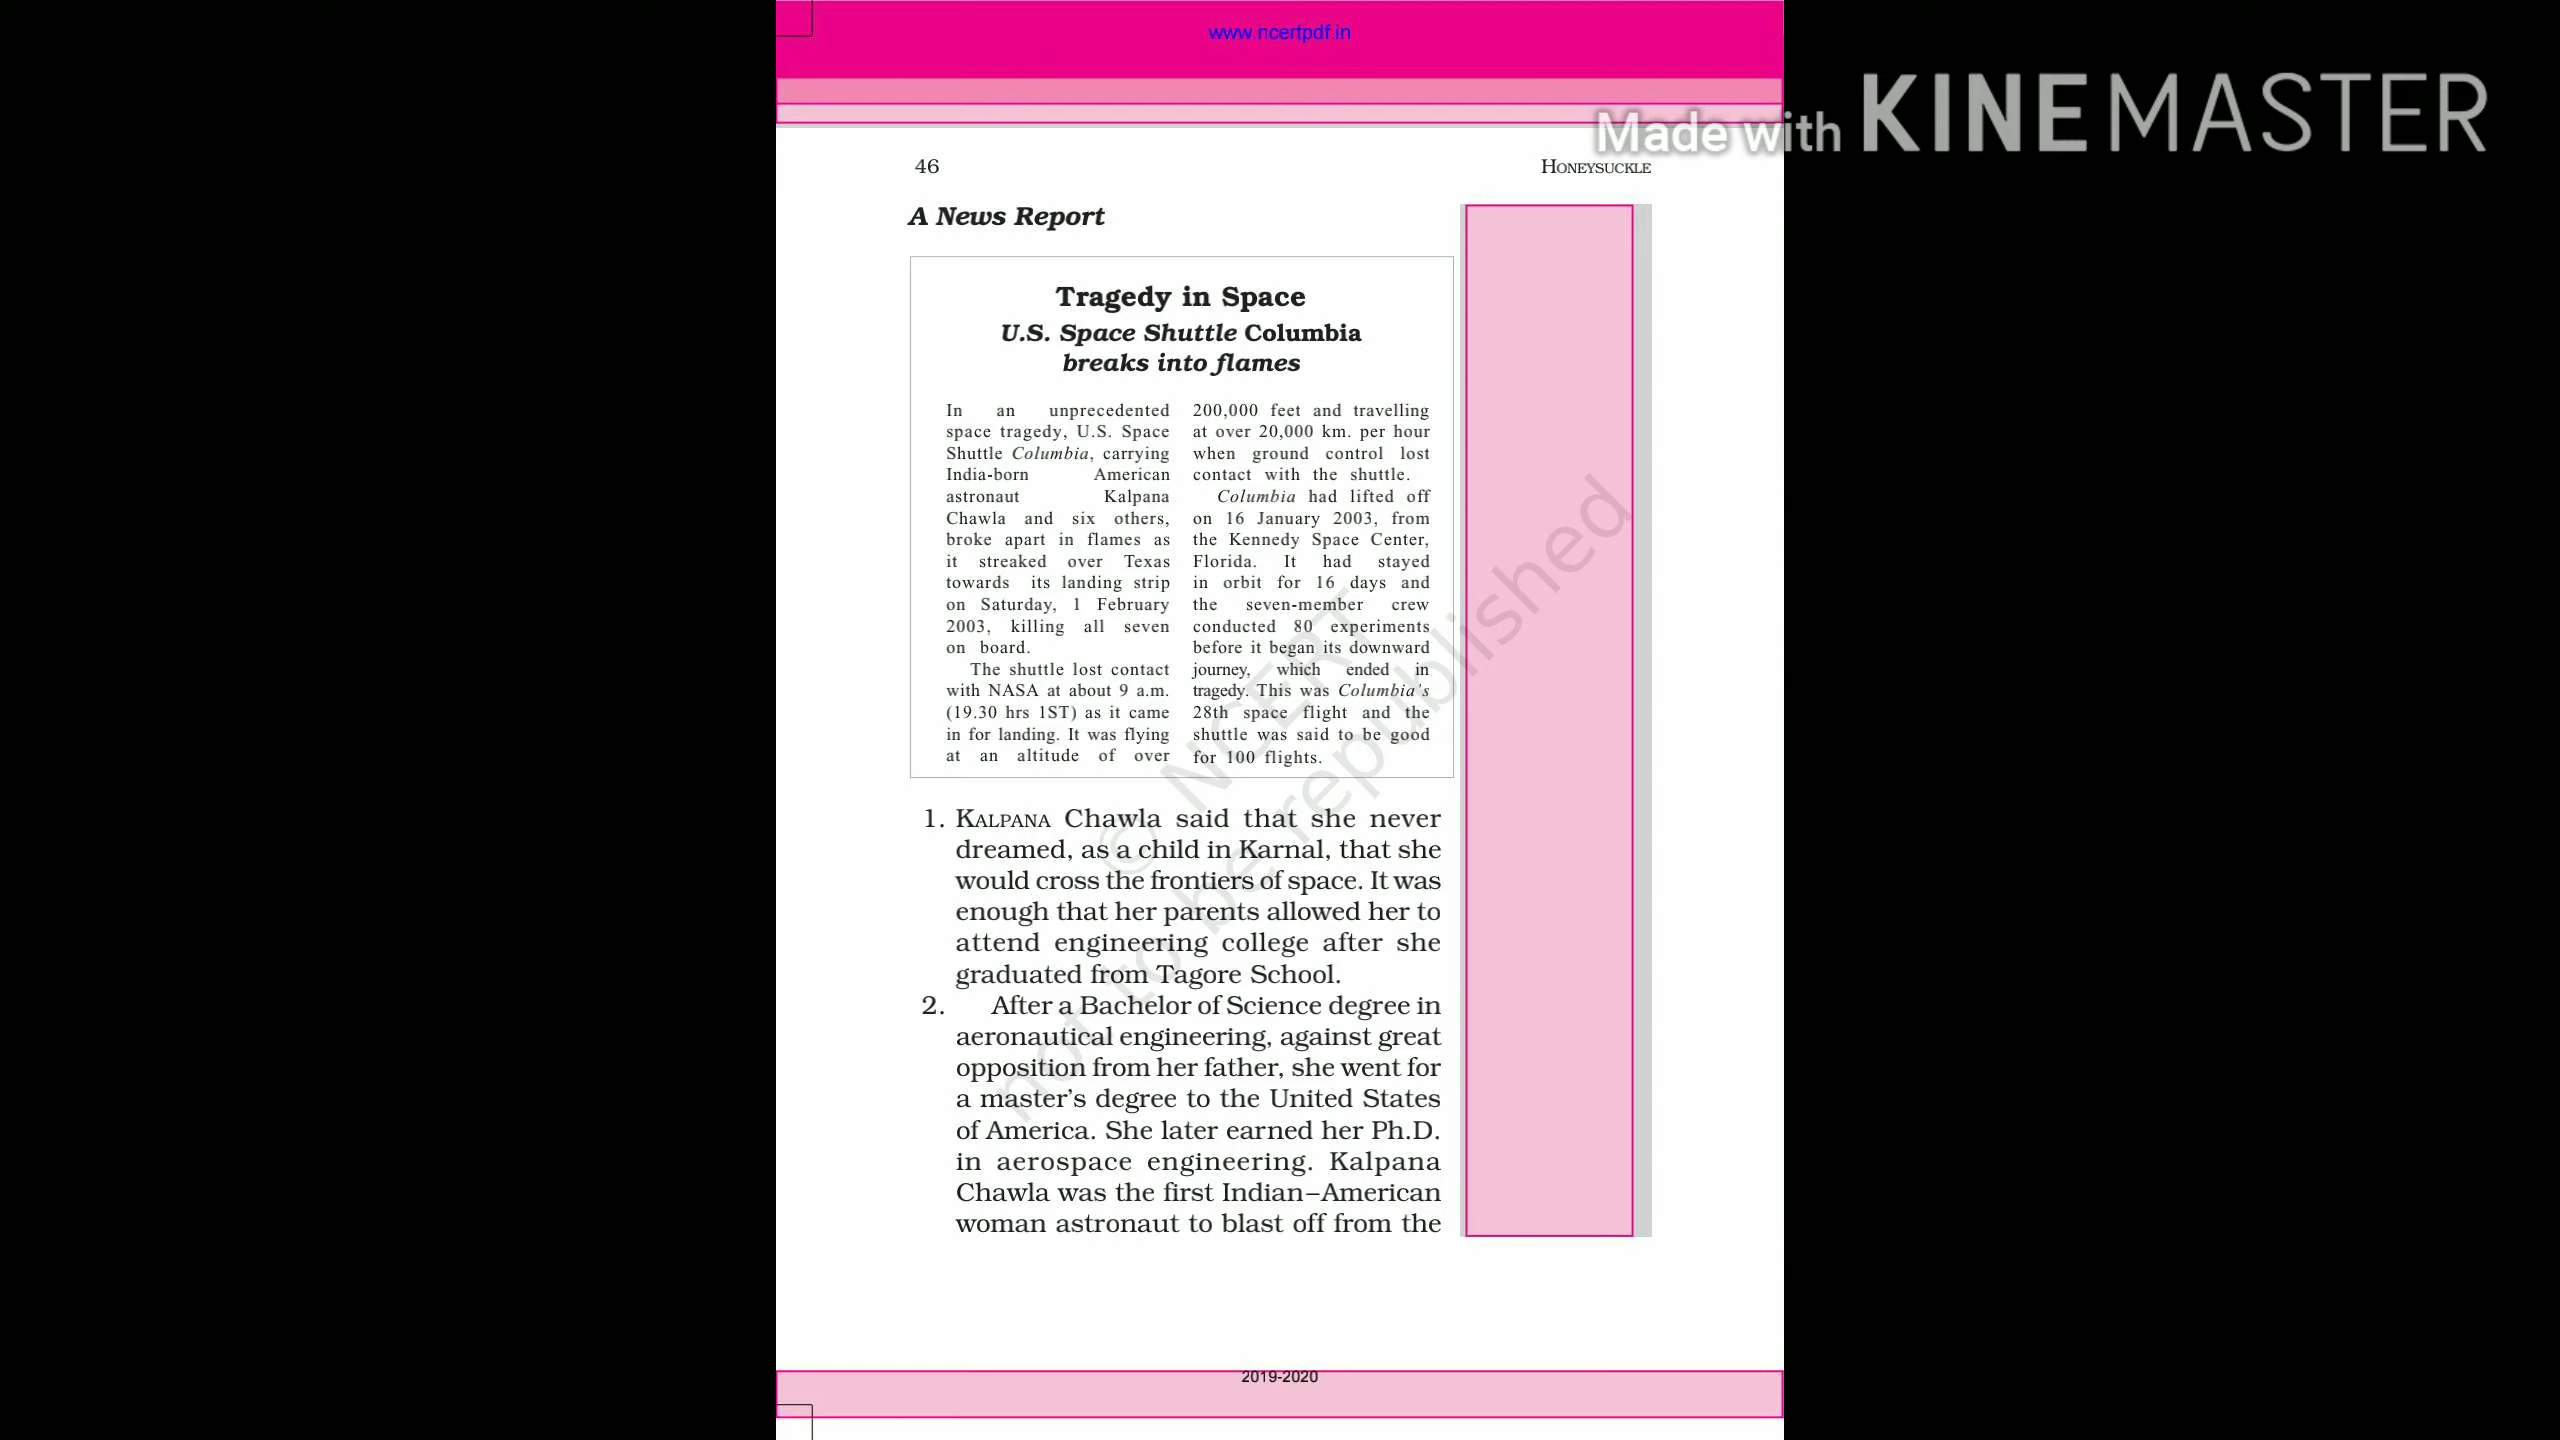 www.ncertpdf.in
Made with KINEMASTER
46
HONEYSUCKLE
A News Report
Tragedy in Space
U.S. Space Shuttle Columbia
breaks into flames
In an unprecedented
space tragedy, U.S. Space
Shuttle Columbia, carrying
India-born American
astronaut Kalpana
Chawla and six others,
broke apart in flames as
it streaked over Texas
towards its landing strip
on Saturday, 1 February
2003, killing all seven
on board.
The shuttle lost contact
with NASA at about 9 a.m.
(19.30 hrs 1ST) as it came
in for landing. It was flying
at an altitude of over
200,000 feet and travelling
at over 20,000 km. per hour
when ground control lost
contact with the shuttle.
Columbia had lifted off
on 16 January 2003, from
the Kennedy Space Center,
Florida. It had stayed
in orbit for 16 days and
the seven-member crew
conducted 80 experiments
before it began its downward
journey, which ended in
tragedy. This was Columbia's
28th space flight and the
shuttle was said to be good
for 100 flights.
1. KALPANA Chawla said that she never
dreamed, as a child in Karnal, that she
would cross the frontiers of space. It was
enough that her parents allowed her to
attend engineering college after she
graduated from Tagore School.
2. After a Bachelor of Science degree in
aeronautical engineering, against great
opposition from her father, she went for
a master's degree to the United States
of America. She later earned her Ph.D.
in aerospace engineering. Kalpana
Chawla was the first Indian–American
woman astronaut to blast off from the
© NCERT
not to be republished
2019-2020